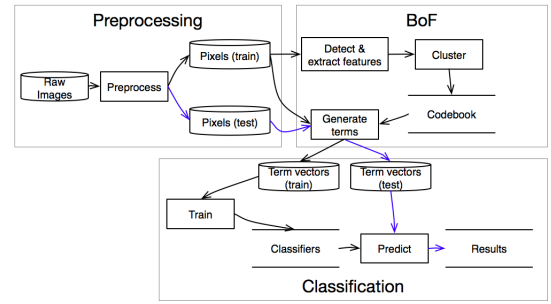 Preprocessing
BoF
Raw
Images
Preprocess
Pixels (train)
Pixels (test)
Detect &
extract features
Cluster
Codebook
Generate
terms
Term vectors
(train)
Term vectors
(test)
Train
Classifiers
Predict
Results
Classification